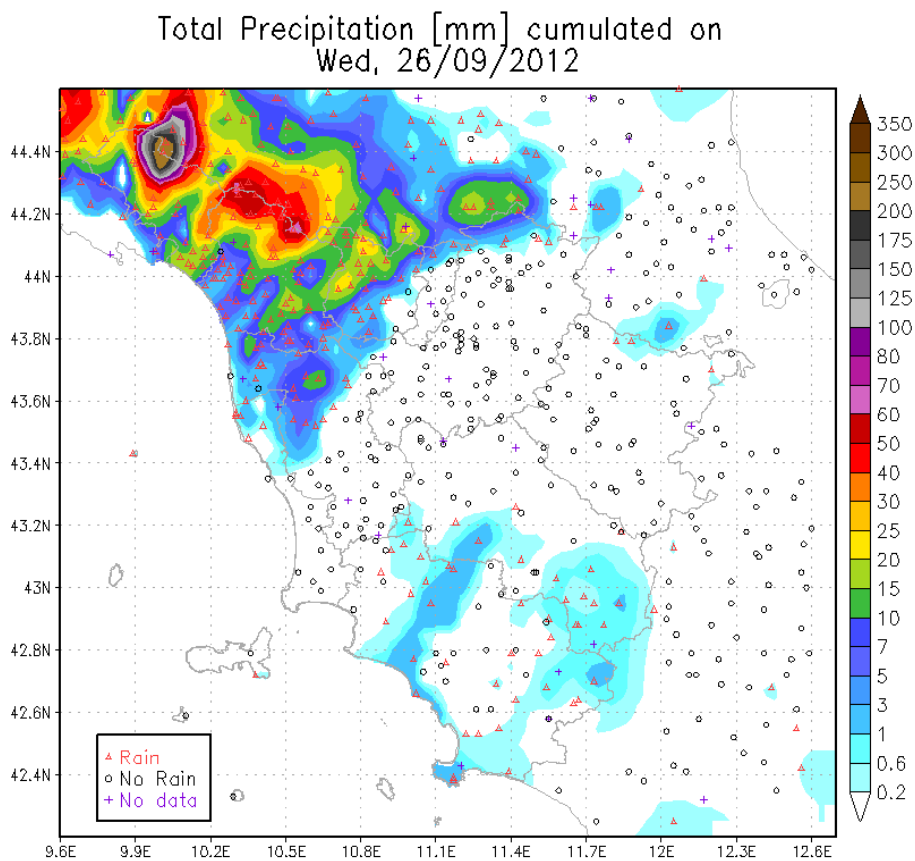 Total Precipitation [mm] cumulated on
Wed, 26/09/2012
44.4N
44.2N
44N
43.8N
43.6N
43.4N
43.2N
43N
42.8N
42.6N
42.4N
9.6E 9.9E 10.2E 10.5E 10.8E 11.1E 11.4E 11.7E 12E 12.3E 12.6E
Rain
No Rain
No data
350
300
250
200
175
150
125
100
80
70
60
50
40
30
25
20
15
10
7
5
3
1
0.6
0.2